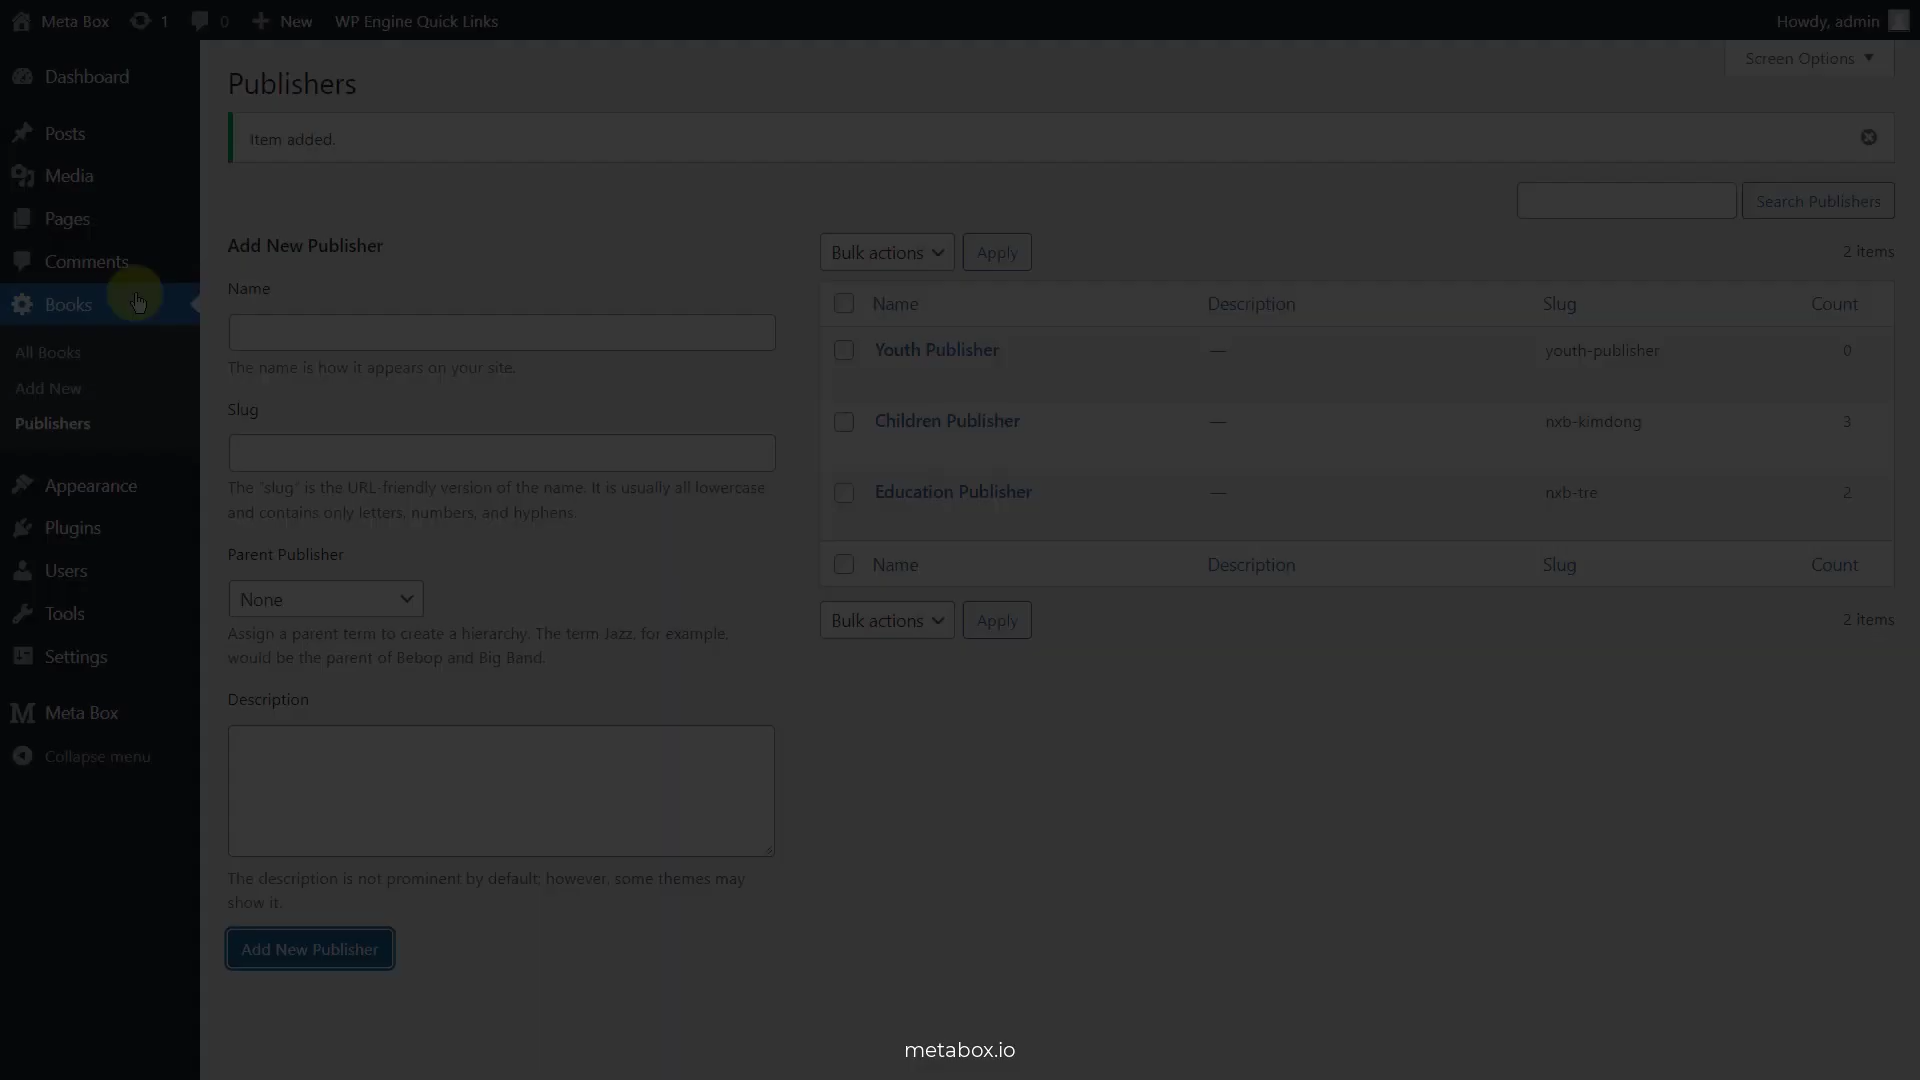 Meta Box 1 0 New WP Engine Quick Links Howdy, admin
Screen Options
Dashboard
Posts
Media
Pages
Comments
Books
All Books
Add New
Publishers
Appearance
Plugins
Users
Tools
Settings
Meta Box
Collapse menu
Publishers
Item added.
Search Publishers
Add New Publisher
Name
The name is how it appears on your site.
Slug
The "slug" is the URL-friendly version of the name. It is usually all lowercase
and contains only letters, numbers, and hyphens.
Parent Publisher
None
Assign a parent term to create a hierarchy. The term Jazz, for example,
would be the parent of Bebop and Big Band.
Description
The description is not prominent by default; however, some themes may
show it.
Add New Publisher
Bulk actions Apply 2 items
Name Description Slug Count
Youth Publisher — youth-publisher 0
Children Publisher — nxb-kimdong 3
Education Publisher — nxb-tre 2
Name Description Slug Count
Bulk actions Apply 2 items
metabox.io